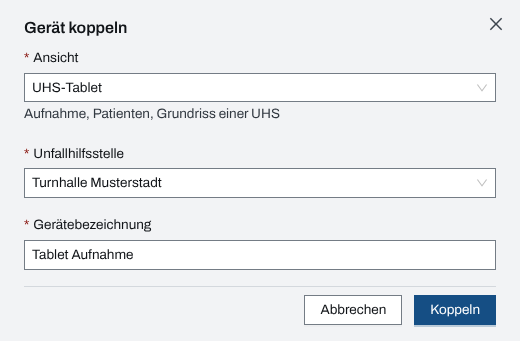 Gerät koppeln
* Ansicht
UHS-Tablet
Aufnahme, Patienten, Grundriss einer UHS
* Unfallhilfsstelle
Turnhalle Musterstadt
* Gerätebezeichnung
Tablet Aufnahme
Abbrechen
Koppeln